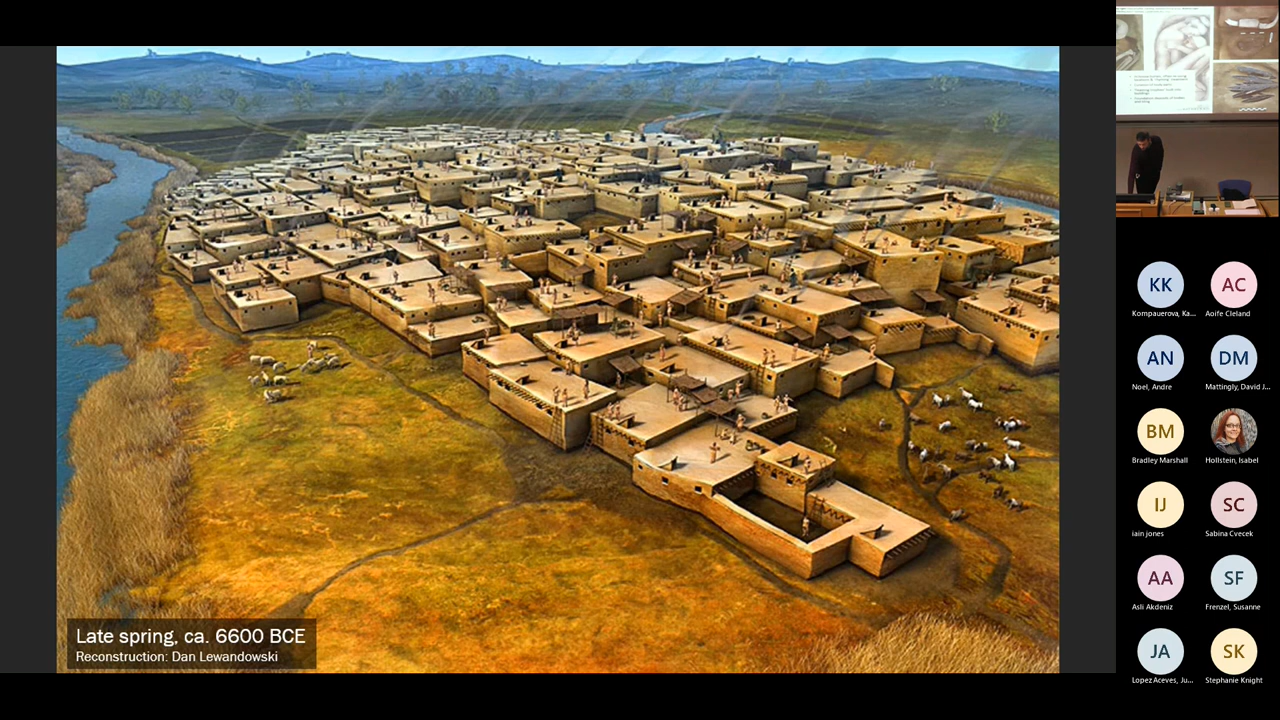 Late spring, ca. 6600 BCE
Reconstruction: Dan Lewandowski
KK
AC
Kompauerova, Ka...
Aoife Cleland
AN
DM
Noel, Andre
Mattingly, David J...
BM
Bradley Marshall
Hollstein, Isabel
IJ
SC
iain jones
Sabina Cvecek
AA
SF
Asli Akdeniz
Frenzel, Susanne
JA
SK
Lopez Aceves, Ju...
Stephanie Knight